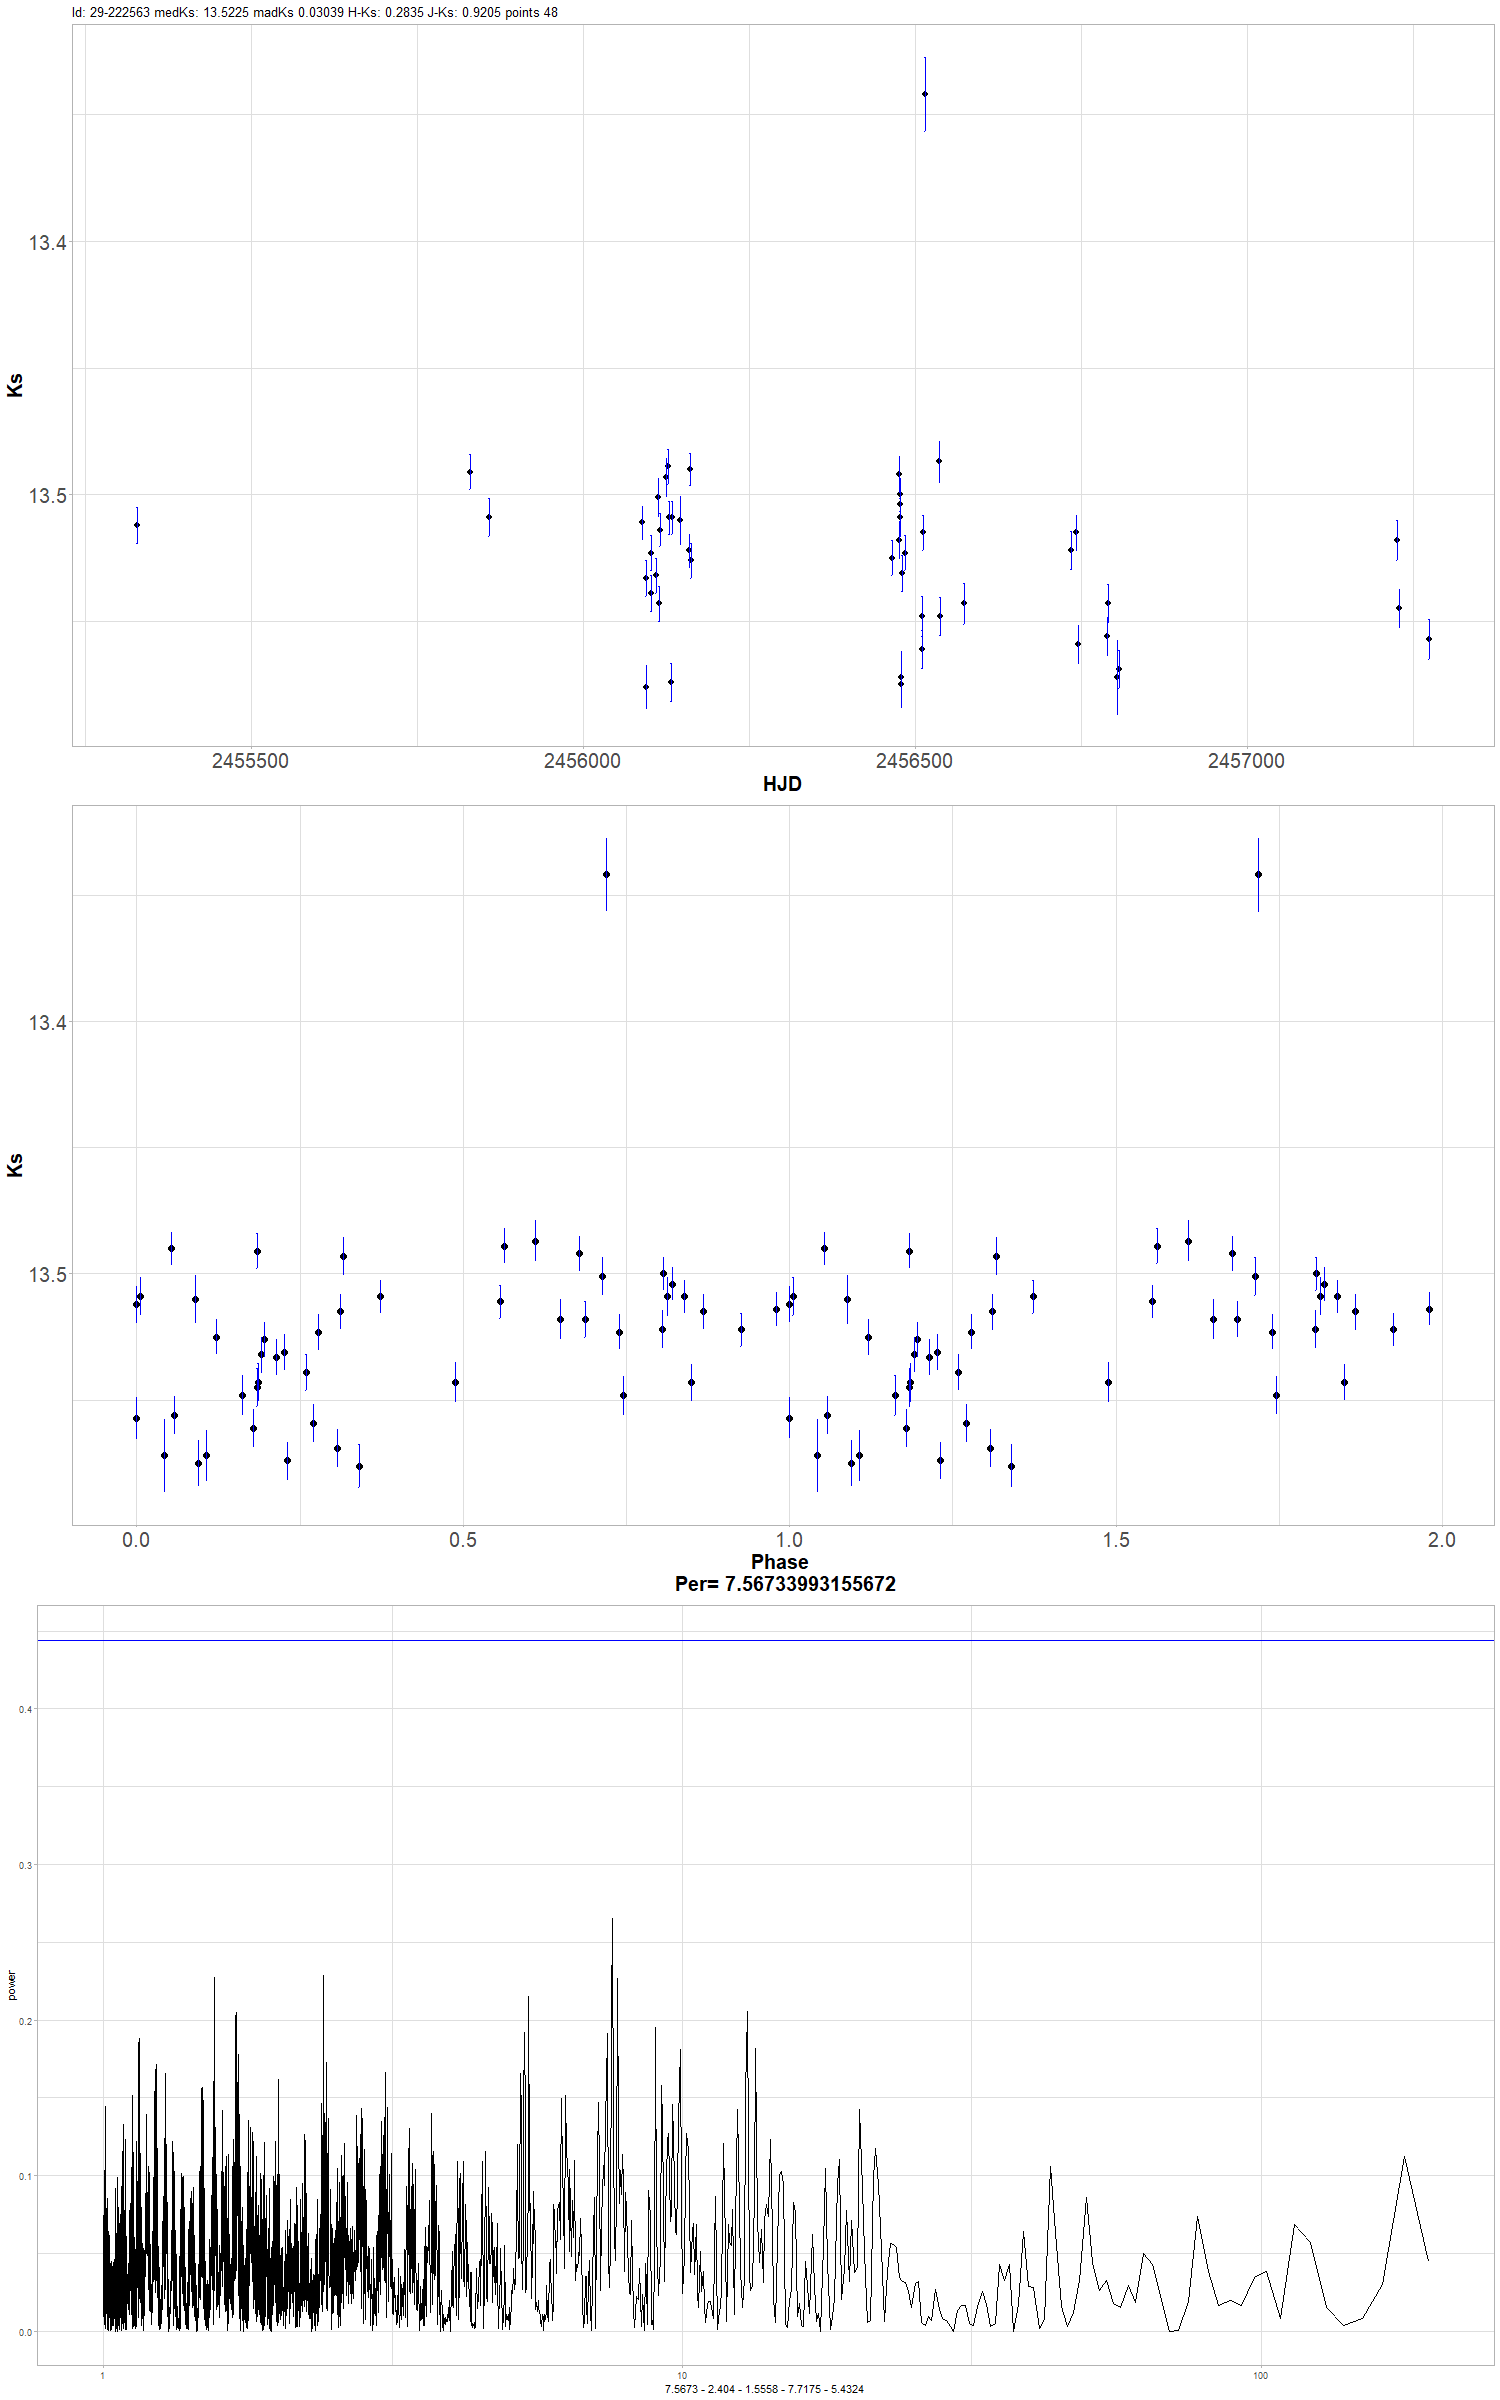 Id: 29-222563 medKs: 13.5225 madKs 0.03039 H-Ks: 0.2835 J-Ks: 0.9205 points 48
13.4
Ks
13.5
2455500 2456000 2456500 2457000
HJD
13.4
Ks
13.5
0.0 0.5 1.0 1.5 2.0
Phase
Per= 7.56733993155672
0.4
0.3
power
0.2
0.1
0.0
1 10 100
7.5673 - 2.404 - 1.5558 - 7.7175 - 5.4324